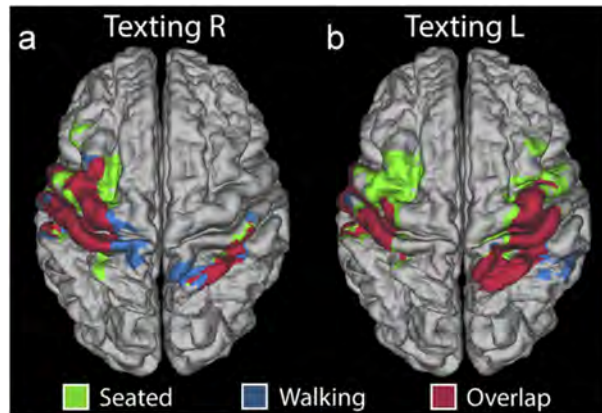 Texting R
Texting L
a
b
Seated
Walking
Overlap